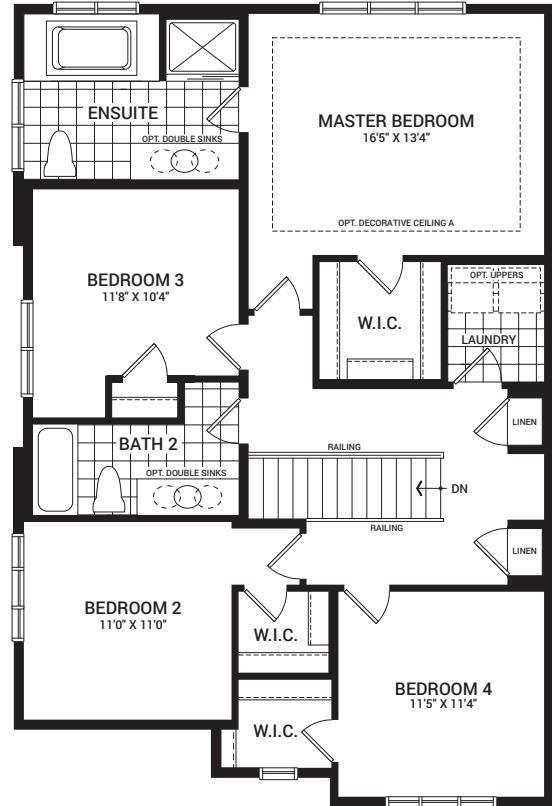 ENSUITE
OPT. DOUBLE SINKS
MASTER BEDROOM
16'5" X 13'4"
OPT. DECORATIVE CEILING A
BEDROOM 3
11'8" X 10'4"
W.I.C.
OPT. UPPERS
LAUNDRY
LINEN
BATH 2
OPT. DOUBLE SINKS
RAILING
DN
RAILING
LINEN
BEDROOM 2
11'0" X 11'0"
W.I.C.
BEDROOM 4
11'5" X 11'4"
W.I.C.